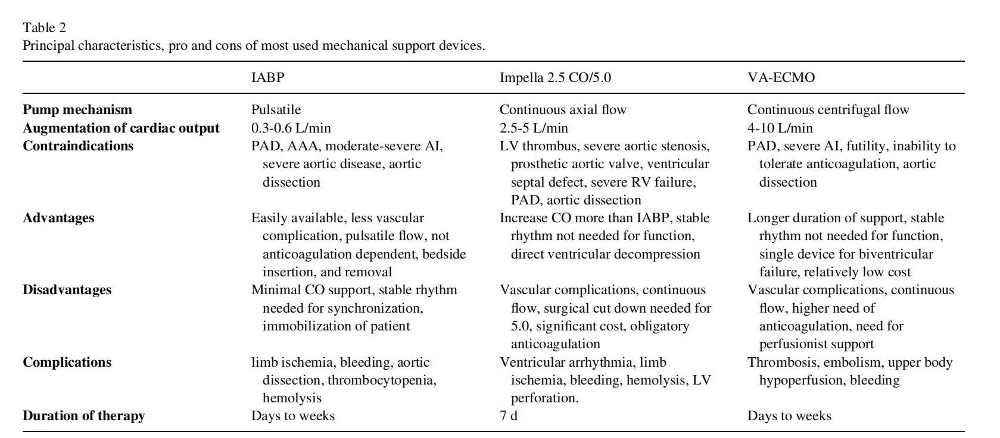 Table 2
Principal characteristics, pro and cons of most used mechanical support devices.
IABP Impella 2.5 CO/5.0 VA-ECMO
Pump mechanism Pulsatile Continuous axial flow Continuous centrifugal flow
Augmentation of cardiac output 0.3-0.6 L/min 2.5-5 L/min 4-10 L/min
Contraindications PAD, AAA, moderate-severe AI, LV thrombus, severe aortic stenosis, PAD, severe AI, futility, inability to
severe aortic disease, aortic prosthetic aortic valve, ventricular tolerate anticoagulation, aortic
dissection septal defect, severe RV failure, dissection
PAD, aortic dissection
Advantages Easily available, less vascular Increase CO more than IABP, stable Longer duration of support, stable
complication, pulsatile flow, not rhythm not needed for function, rhythm not needed for function,
anticoagulation dependent, bedside direct ventricular decompression single device for biventricular
insertion, and removal failure, relatively low cost
Disadvantages Minimal CO support, stable rhythm Vascular complications, continuous Vascular complications, continuous
needed for synchronization, flow, surgical cut down needed for flow, higher need of
immobilization of patient 5.0, significant cost, obligatory anticoagulation, need for
anticoagulation perfusionist support
Complications limb ischemia, bleeding, aortic Ventricular arrhythmia, limb Thrombosis, embolism, upper body
dissection, thrombocytopenia, ischemia, bleeding, hemolysis, LV hypoperfusion, bleeding
hemolysis perforation.
Duration of therapy Days to weeks 7 d Days to weeks